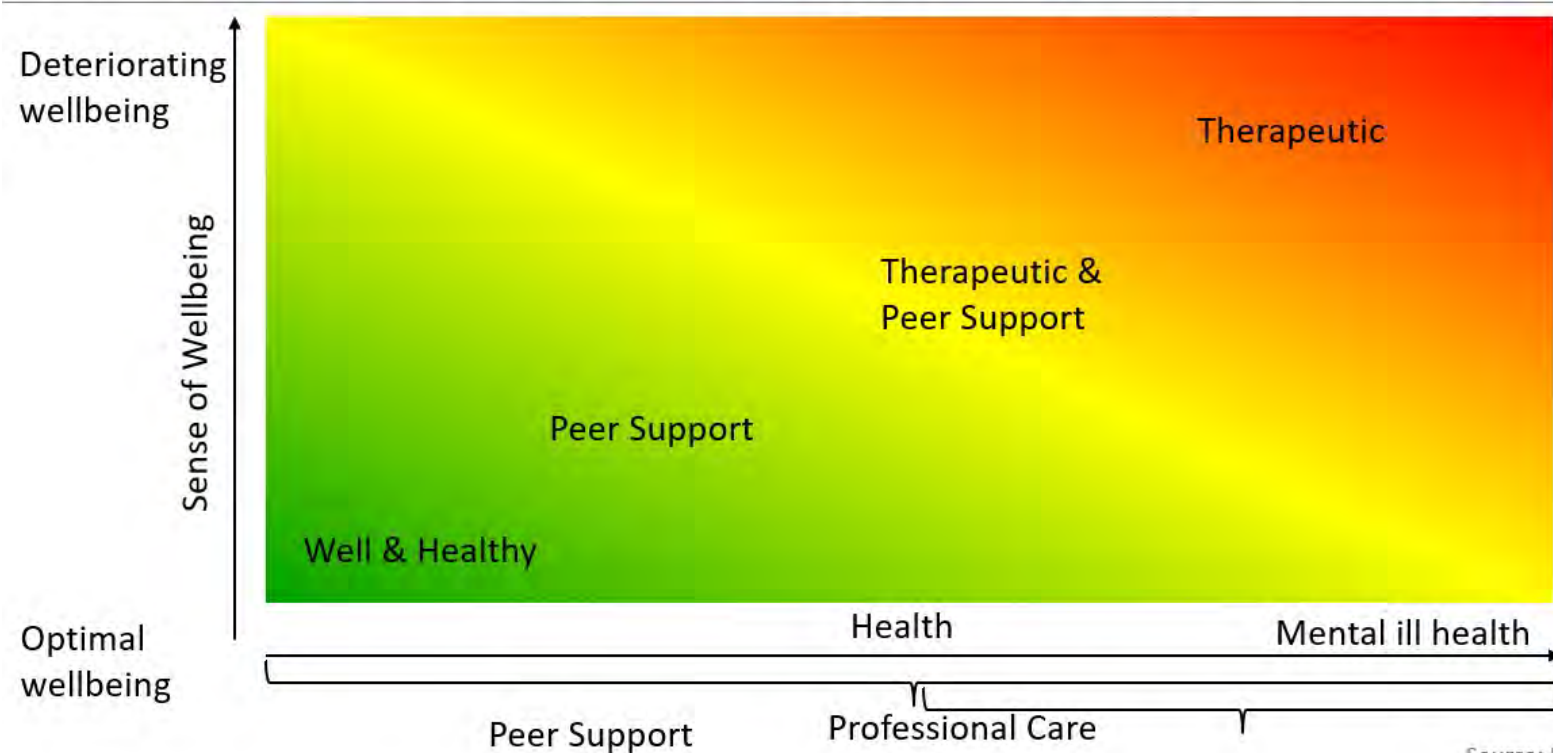 Deteriorating
wellbeing
Sense of Wellbeing
Therapeutic
Therapeutic &
Peer Support
Peer Support
Well & Healthy
Optimal
wellbeing
Health
Mental ill health
Peer Support
Professional Care